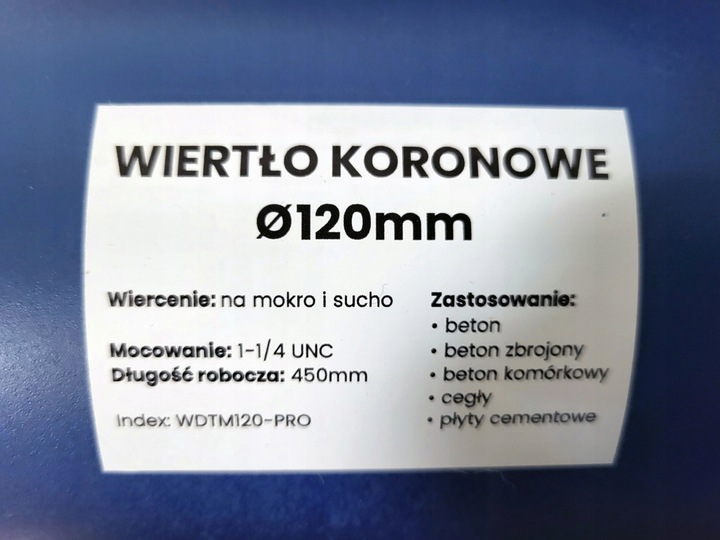 WIERTŁO KORONOWE
Ø120mm
Wiercenie: na mokro i sucho
Mocowanie: 1-1/4 UNC
Długość robocza: 450mm
Index: WDTM120-PRO
Zastosowanie:
• beton
• beton zbrojony
• beton komórkowy
• cegły
• płyty cementowe